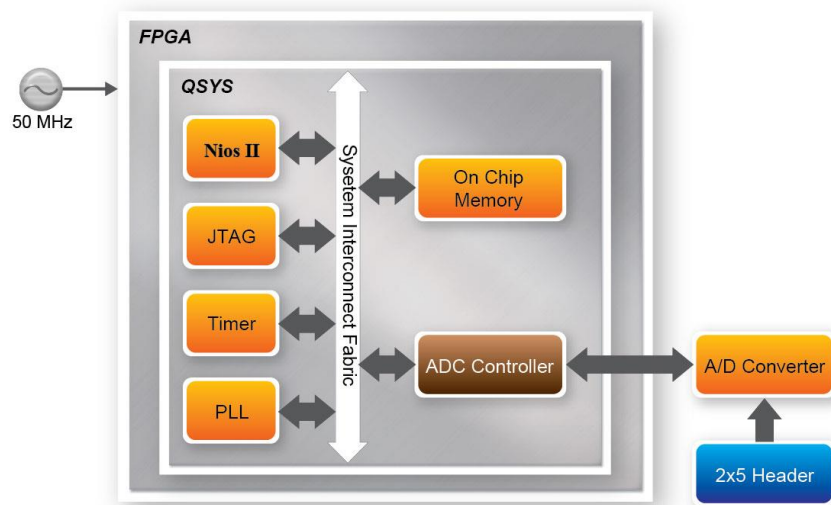 FPGA
QSYS
50 MHz
Nios II
JTAG
Timer
PLL
Sysetem Interconnect Fabric
On Chip
Memory
ADC Controller
A/D Converter
2x5 Header